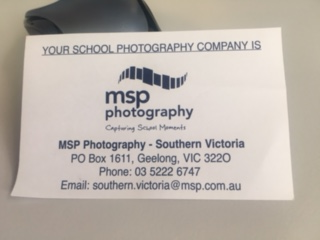 YOUR SCHOOL PHOTOGRAPHY COMPANY IS
msp
photography
Capturing School Moments
MSP Photography - Southern Victoria
PO Box 1611, Geelong, VIC 3220
Phone: 03 5222 6747
Email: southern.victoria@msp.com.au